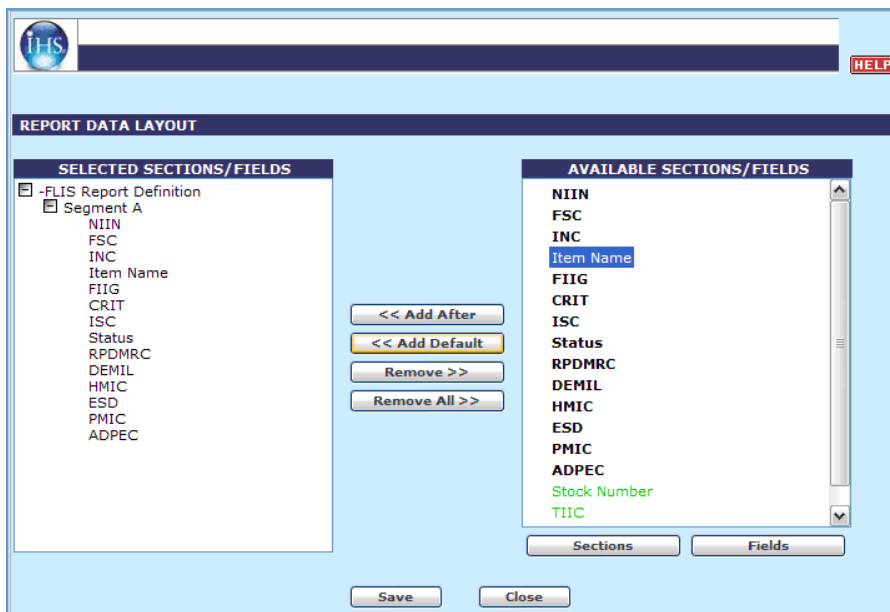 iHS
HELP
REPORT DATA LAYOUT
SELECTED SECTIONS/FIELDS
-FLIS Report Definition
Segment A
NIIN
FSC
INC
Item Name
FIIG
CRIT
ISC
Status
RPDMRC
DEMIL
HMIC
ESD
PMIC
ADPEC
<< Add After
<< Add Default
Remove >>
Remove All >>
AVAILABLE SECTIONS/FIELDS
NIIN
FSC
INC
Item Name
FIIG
CRIT
ISC
Status
RPDMRC
DEMIL
HMIC
ESD
PMIC
ADPEC
Stock Number
TIIC
Sections
Fields
Save
Close